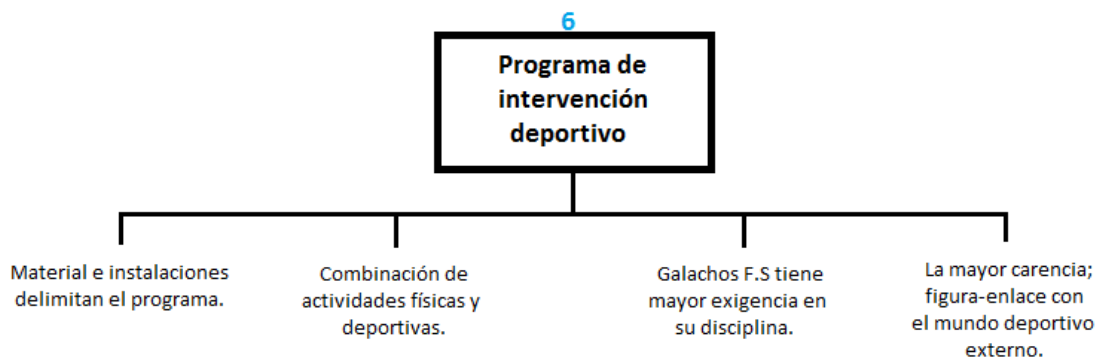 6
Programa de
intervención
deportivo
Material e instalaciones
delimitan el programa.
Combinación de
actividades físicas y
deportivas.
Galachos F.S tiene
mayor exigencia en
su disciplina.
La mayor carencia;
figura-enlace con
el mundo deportivo
externo.